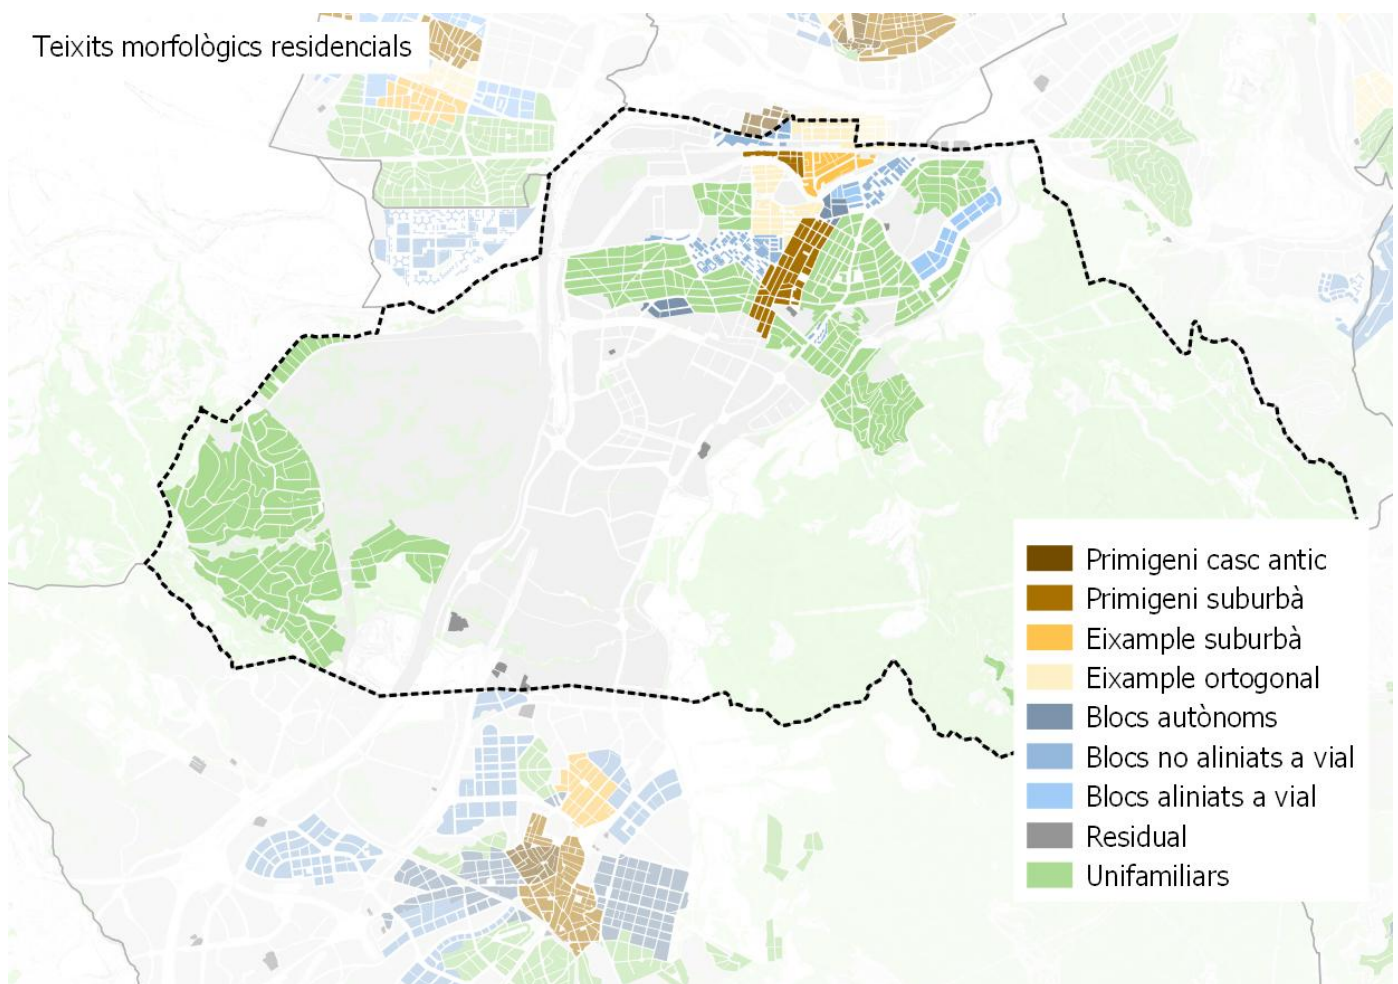 Teixits morfològics residencials
Primigeni casc antic
Primigeni suburbà
Eixample suburbà
Eixample ortogonal
Blocs autònoms
Blocs no aliniats a vial
Blocs aliniats a vial
Residual
Unifamiliars